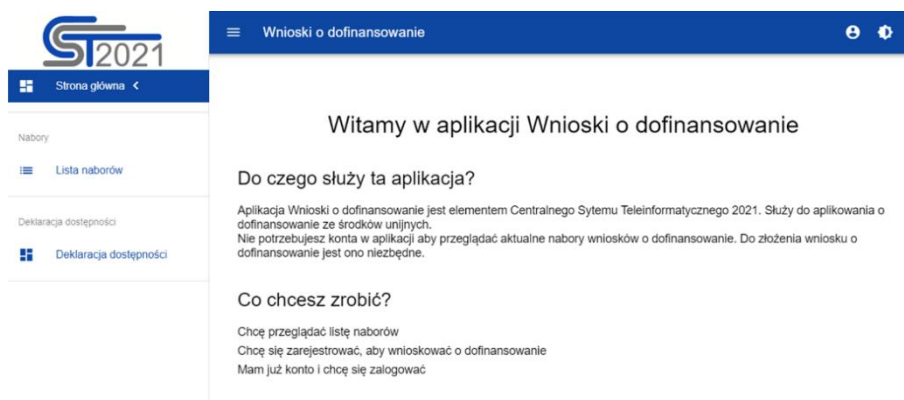 CST2021
Wnioski o dofinansowanie
Strona główna
Nabory
Lista naborów
Deklaracja dostępności
Deklaracja dostępności
Witamy w aplikacji Wnioski o dofinansowanie
Do czego służy ta aplikacja?
Aplikacja Wnioski o dofinansowanie jest elementem Centralnego Sytemu Teleinformatycznego 2021. Służy do aplikowania o
dofinansowanie ze środków unijnych.
Nie potrzebujesz konta w aplikacji aby przeglądać aktualne nabory wniosków o dofinansowanie. Do złożenia wniosku o
dofinansowanie jest ono niezbędne.
Co chcesz zrobić?
Chcę przeglądać listę naborów
Chcę się zarejestrować, aby wnioskować o dofinansowanie
Mam już konto i chcę się zalogować